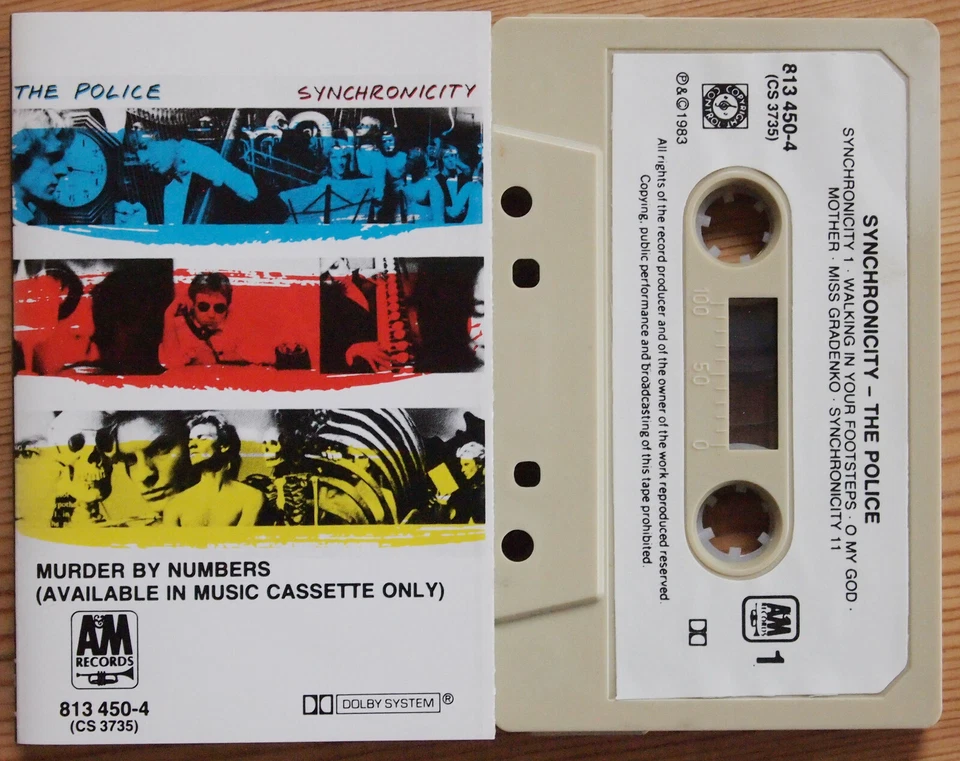 THE POLICE
SYNCHRONICITY
MURDER BY NUMBERS
(AVAILABLE IN MUSIC CASSETTE ONLY)
A&M
RECORDS
813 450-4
(CS 3735)
DOLBY SYSTEM®
SYNCHRONICITY – THE POLICE
SYNCHRONICITY 1 · WALKING IN YOUR FOOTSTEPS · O MY GOD ·
MOTHER · MISS GRADENKO · SYNCHRONICITY 11
813 450-4
(CS 3735)
COPYRIGHT
CONTROL
℗&©1983
100 50 0
A&M
RECORDS
1
All rights of the record producer and of the owner of the work reproduced reserved.
Copying, public performance and broadcasting of this tape prohibited.